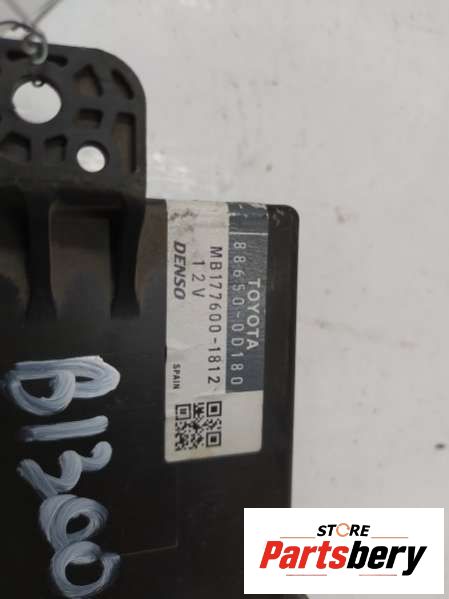 TOYOTA
88650-0D180
MB177600-1812
12V
DENSO
SPAIN
B1300
STORE
Partsbery